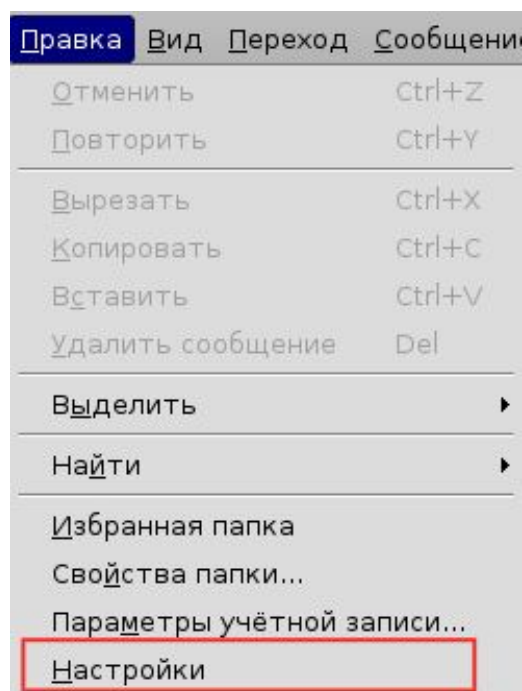 Правка Вид Переход Сообщени
Отменить Ctrl+Z
Повторить Ctrl+Y
Вырезать Ctrl+X
Копировать Ctrl+C
Вставить Ctrl+V
Удалить сообщение Del
Выделить
Найти
Избранная папка
Свойства папки...
Параметры учётной записи...
Настройки